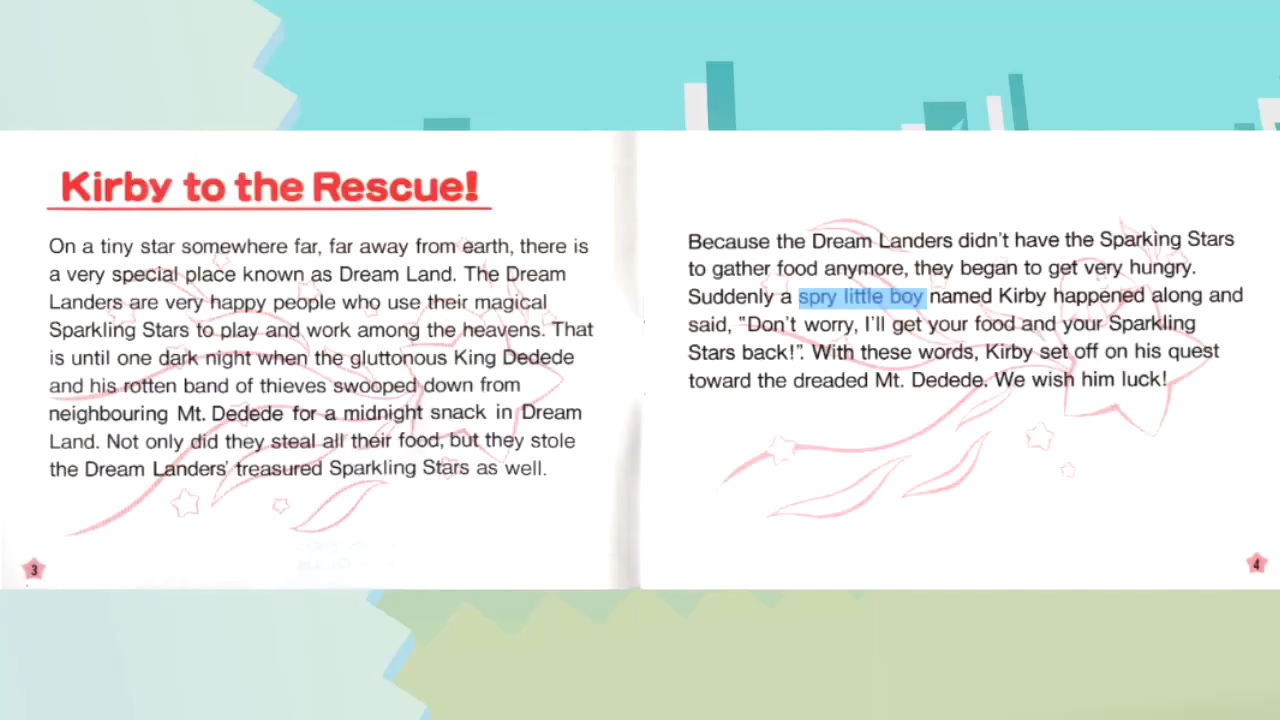 Kirby to the Rescue!
On a tiny star somewhere far, far away from earth, there is
a very special place known as Dream Land. The Dream
Landers are very happy people who use their magical
Sparkling Stars to play and work among the heavens. That
is until one dark night when the gluttonous King Dedede
and his rotten band of thieves swooped down from
neighbouring Mt. Dedede for a midnight snack in Dream
Land. Not only did they steal all their food, but they stole
the Dream Landers' treasured Sparkling Stars as well.
3
Because the Dream Landers didn't have the Sparking Stars
to gather food anymore, they began to get very hungry.
Suddenly a spry little boy named Kirby happened along and
said, "Don't worry, I'll get your food and your Sparkling
Stars back!". With these words, Kirby set off on his quest
toward the dreaded Mt. Dedede. We wish him luck!
4